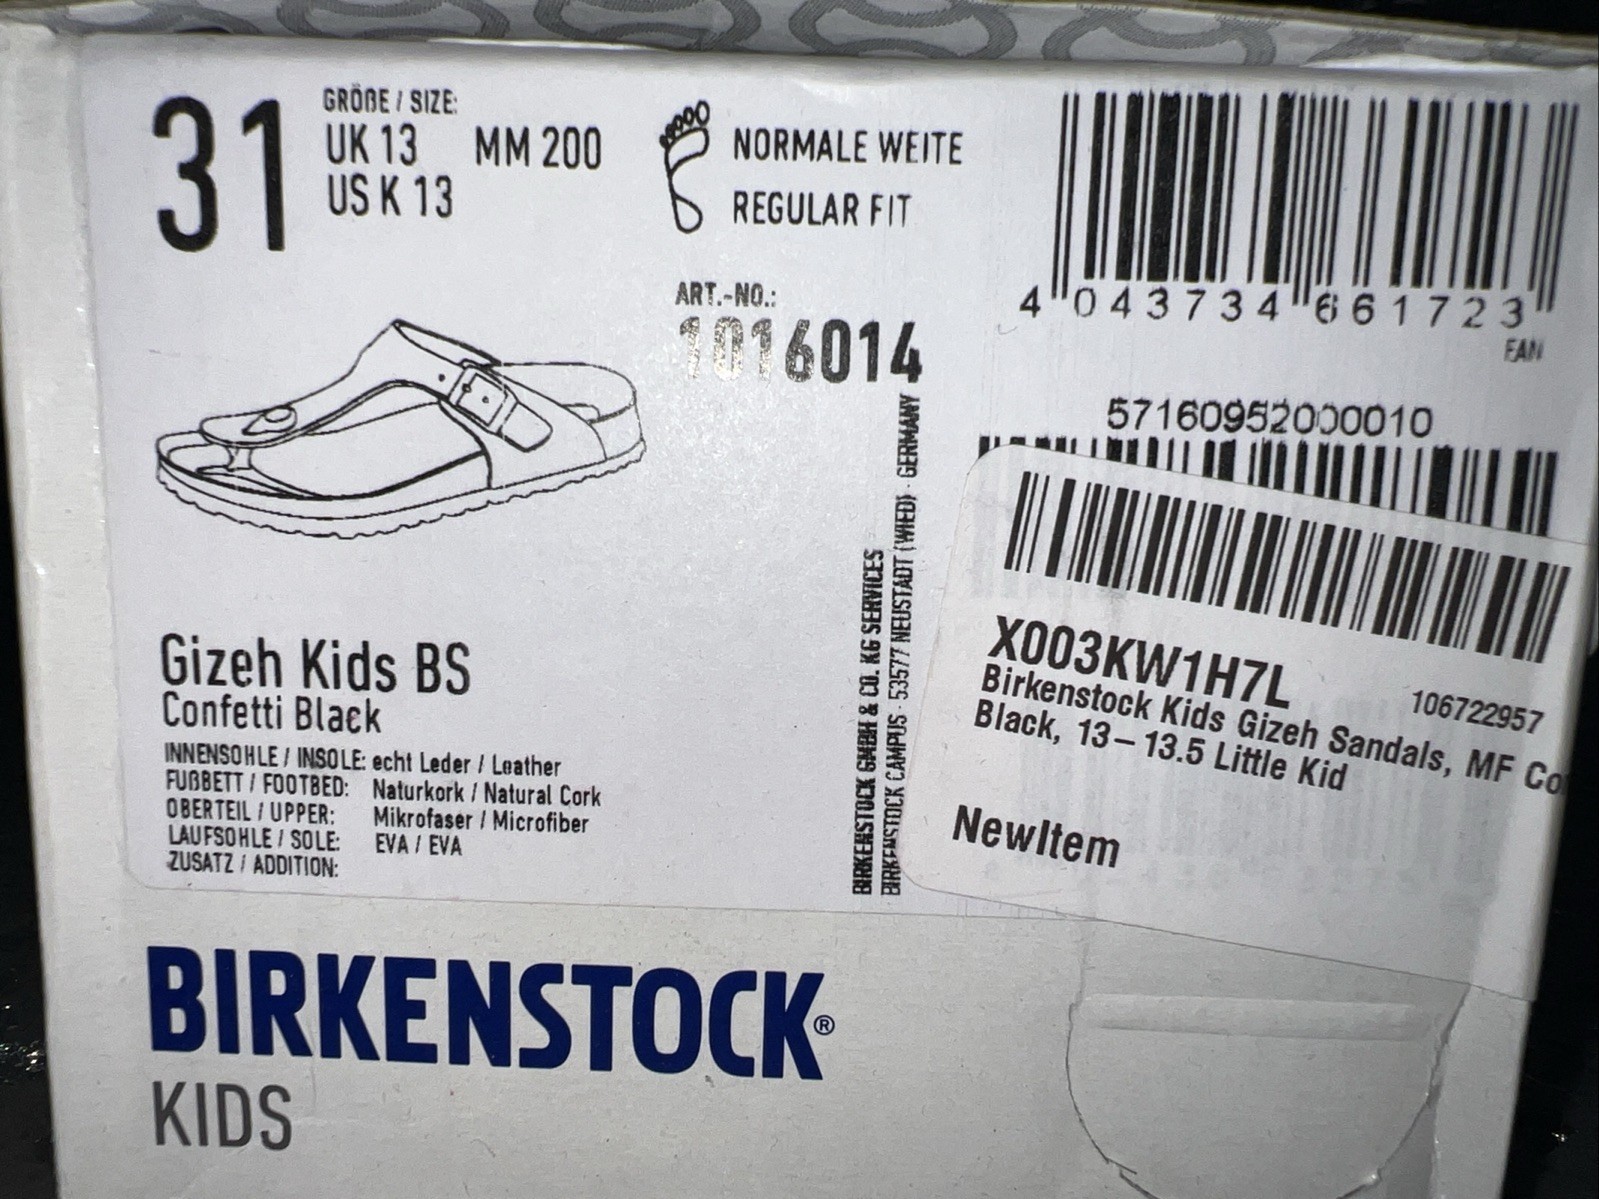 31
GRÖẞE / SIZE:
UK 13 MM 200
US K 13
NORMALE WEITE
REGULAR FIT
4 043734 661723
EAN
ART.-NO.:
1016014
57160952000010
BIRKENSTOCK GMBH & CO. KG SERVICES
BIRKENSTOCK CAMPUS · 53577 NEUSTADT (WIED) · GERMANY
X003KW1H7L
106722957
Birkenstock Kids Gizeh Sandals, MF Co
Black, 13-13.5 Little Kid
NewItem
Gizeh Kids BS
Confetti Black
INNENSOHLE / INSOLE: echt Leder / Leather
FUẞBETT / FOOTBED: Naturkork / Natural Cork
OBERTEIL / UPPER: Mikrofaser / Microfiber
LAUFSOHLE / SOLE: EVA / EVA
ZUSATZ / ADDITION:
BIRKENSTOCK®
KIDS